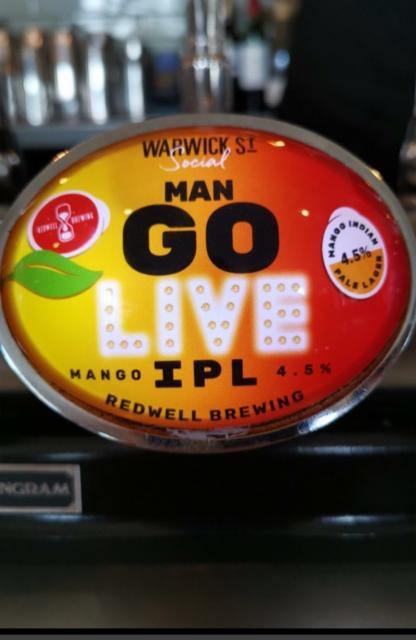 WARWICK ST
Social
MAN
GO
LIVE
MANGO IPL 4.5%
REDWELL BREWING
REDWELL BREWING
MANGO INDIAN
4.5%
PALE LAGER
NGRAM